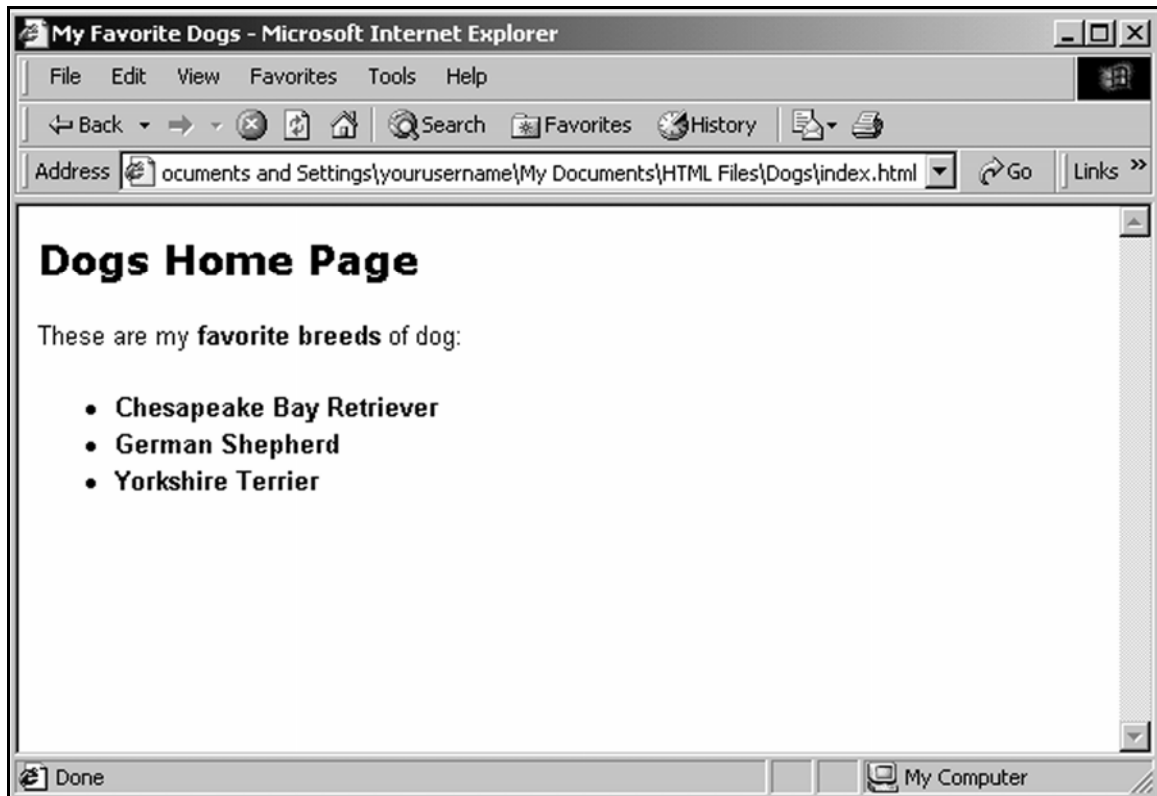 My Favorite Dogs - Microsoft Internet Explorer
File Edit View Favorites Tools Help
Back Search Favorites History
Address ocuments and Settings\yourusername\My Documents\HTML Files\Dogs\index.html Go Links »
Dogs Home Page
These are my favorite breeds of dog:
• Chesapeake Bay Retriever
• German Shepherd
• Yorkshire Terrier
Done My Computer